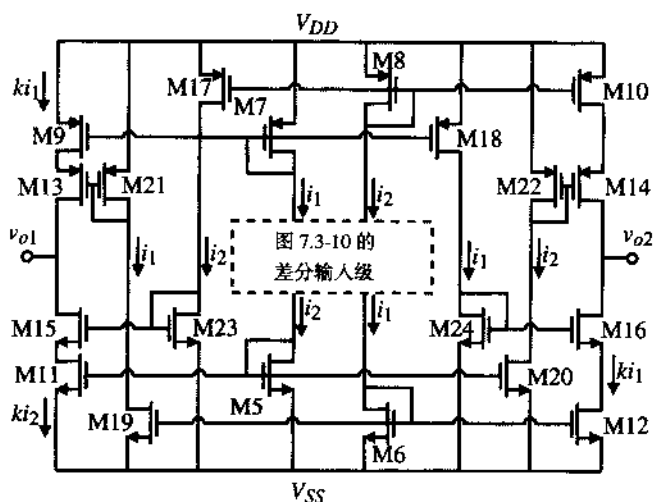 V_DD
ki₁
M17
M8
M7
M10
M9
M18
M13
M21
M22
M14
i₁
i₂
v_o1
图 7.3-10 的
差分输入级
v_o2
i₁
i₂
i₁
i₂
i₂
i₁
M15
M23
M24
M16
M11
M20
ki₁
ki₂
M19
M5
M6
M12
V_SS